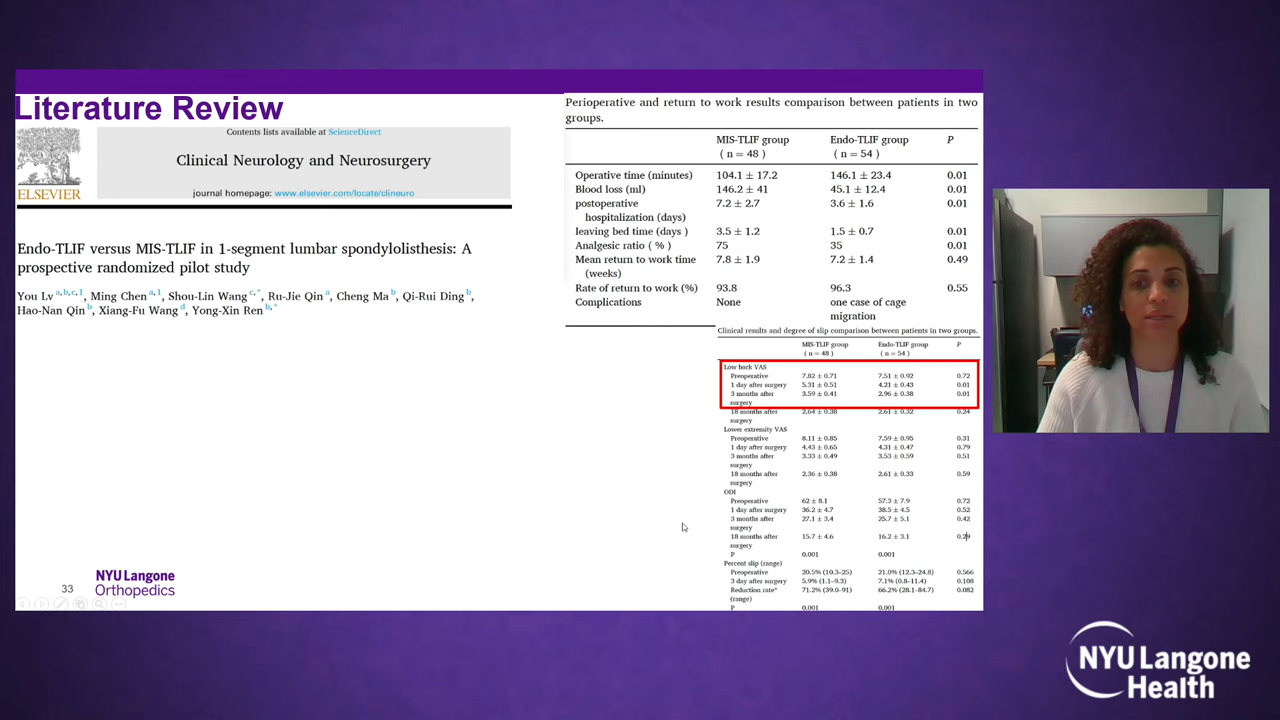 Literature Review
Contents lists available at ScienceDirect
Clinical Neurology and Neurosurgery
ELSEVIER
journal homepage: www.elsevier.com/locate/clineuro
Endo-TLIF versus MIS-TLIF in 1-segment lumbar spondylolisthesis: A
prospective randomized pilot study
You Lv a,b,c,1, Ming Chen a,1, Shou-Lin Wang c,*, Ru-Jie Qin a, Cheng Ma b, Qi-Rui Ding b,
Hao-Nan Qin b, Xiang-Fu Wang d, Yong-Xin Ren b,*
33
NYU Langone
Orthopedics
Perioperative and return to work results comparison between patients in two
groups.
MIS-TLIF group Endo-TLIF group P
( n = 48 ) ( n = 54 )
Operative time (minutes) 104.1 ± 17.2 146.1 ± 23.4 0.01
Blood loss (ml) 146.2 ± 41 45.1 ± 12.4 0.01
postoperative 7.2 ± 2.7 3.6 ± 1.6 0.01
hospitalization (days)
leaving bed time (days ) 3.5 ± 1.2 1.5 ± 0.7 0.01
Analgesic ratio ( % ) 75 35 0.01
Mean return to work time 7.8 ± 1.9 7.2 ± 1.4 0.49
(weeks)
Rate of return to work (%) 93.8 96.3 0.55
Complications None one case of cage
migration
Clinical results and degree of slip comparison between patients in two groups.
MIS-TLIF group Endo-TLIF group P
( n = 48 ) ( n = 54 )
Low back VAS
Preoperative 7.82 ± 0.71 7.51 ± 0.92 0.72
1 day after surgery 5.31 ± 0.51 4.21 ± 0.43 0.01
3 months after 3.59 ± 0.41 2.96 ± 0.38 0.01
surgery
18 months after 2.64 ± 0.38 2.61 ± 0.32 0.24
surgery
Lower extremity VAS
Preoperative 8.11 ± 0.85 7.59 ± 0.95 0.31
1 day after surgery 4.43 ± 0.65 4.31 ± 0.47 0.79
3 months after 3.33 ± 0.49 3.53 ± 0.59 0.51
surgery
18 months after 2.36 ± 0.38 2.61 ± 0.33 0.59
surgery
ODI
Preoperative 62 ± 8.1 57.3 ± 7.9 0.72
1 day after surgery 36.2 ± 4.7 38.5 ± 4.5 0.52
3 months after 27.1 ± 3.4 25.7 ± 5.1 0.42
surgery
18 months after 15.7 ± 4.6 16.2 ± 3.1 0.29
surgery
P 0.001 0.001
Percent slip (range)
Preoperative 20.5% (10.3–25) 21.0% (12.3–24.8) 0.566
3 day after surgery 5.9% (1.1–9.3) 7.1% (0.8–11.4) 0.108
Reduction rate* 71.2% (39.0–91) 66.2% (28.1–84.7) 0.082
(range)
P 0.001 0.001
NYU Langone
Health